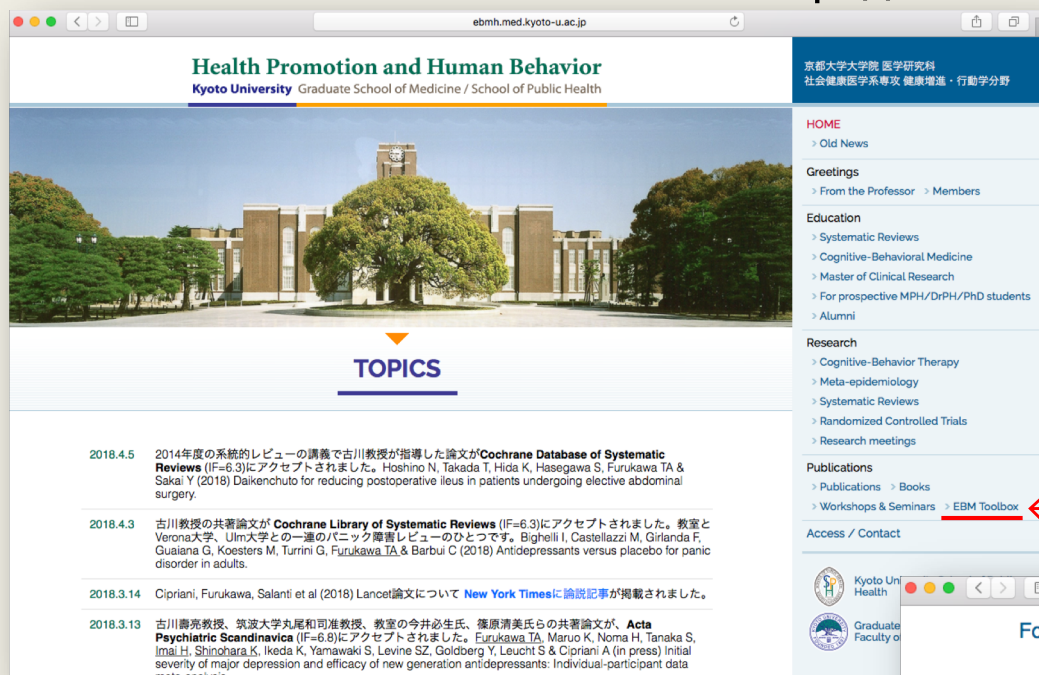 ebmh.med.kyoto-u.ac.jp
Health Promotion and Human Behavior
Kyoto University Graduate School of Medicine / School of Public Health
京都大学大学院 医学研究科
社会健康医学系専攻 健康増進・行動学分野
HOME
> Old News
Greetings
> From the Professor > Members
Education
> Systematic Reviews
> Cognitive-Behavioral Medicine
> Master of Clinical Research
> For prospective MPH/DrPH/PhD students
> Alumni
Research
> Cognitive-Behavior Therapy
> Meta-epidemiology
> Systematic Reviews
> Randomized Controlled Trials
> Research meetings
Publications
> Publications > Books
> Workshops & Seminars > EBM Toolbox
Access / Contact
Kyoto Un
Health
Graduate
Faculty o
Fo
TOPICS
2018.4.5 2014年度の系統的レビューの講義で古川教授が指導した論文がCochrane Database of Systematic
Reviews (IF=6.3)にアクセプトされました。Hoshino N, Takada T, Hida K, Hasegawa S, Furukawa TA &
Sakai Y (2018) Daikenchuto for reducing postoperative ileus in patients undergoing elective abdominal
surgery.
2018.4.3 古川教授の共著論文が Cochrane Library of Systematic Reviews (IF=6.3)にアクセプトされました。教室と
Verona大学、Ulm大学との一連のパニック障害レビューのひとつです。Bighelli I, Castellazzi M, Girlanda F,
Guaiana G, Koesters M, Turrini G, Furukawa TA & Barbui C (2018) Antidepressants versus placebo for panic
disorder in adults.
2018.3.14 Cipriani, Furukawa, Salanti et al (2018) Lancet論文について New York Timesに論説記事が掲載されました。
2018.3.13 古川壽亮教授、筑波大学丸尾和司准教授、教室の今井必生氏、篠原清美氏らの共著論文が、Acta
Psychiatric Scandinavica (IF=6.8)にアクセプトされました。Furukawa TA, Maruo K, Noma H, Tanaka S,
Imai H, Shinohara K, Ikeda K, Yamawaki S, Levine SZ, Goldberg Y, Leucht S & Cipriani A (in press) Initial
severity of major depression and efficacy of new generation antidepressants: Individual-participant data